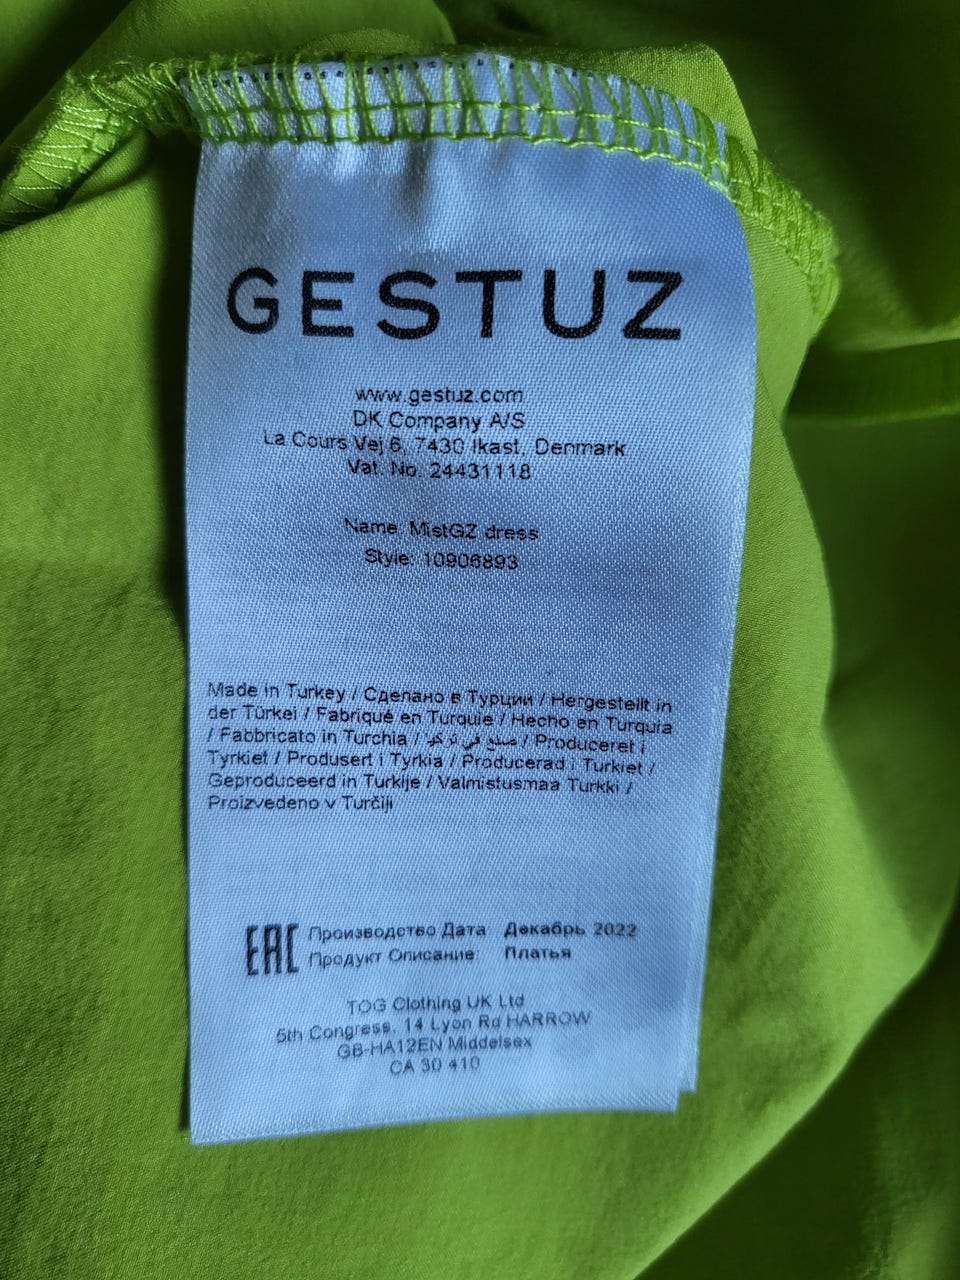 GESTUZ
www.gestuz.com
DK Company A/S
La Cours Vej 6, 7430 Ikast, Denmark
Vat. No. 24431118
Name: MistGZ dress
Style: 10906893
Made in Turkey / Сделано в Турции / Hergestellt in
der Türkei / Fabriqué en Turquie / Hecho en Turquía
/ Fabbricato in Turchia / صنع في تركيا / Produceret i
Tyrkiet / Produsert i Tyrkia / Producerad i Turkiet /
Geproduceerd in Turkije / Valmistusmaa Turkki /
Proizvedeno v Turčiji
EAC Производство Дата: Декабрь 2022
Продукт Описание: Платья
TOG Clothing UK Ltd
5th Congress, 14 Lyon Rd HARROW
GB-HA12EN Middelsex
CA 30 410